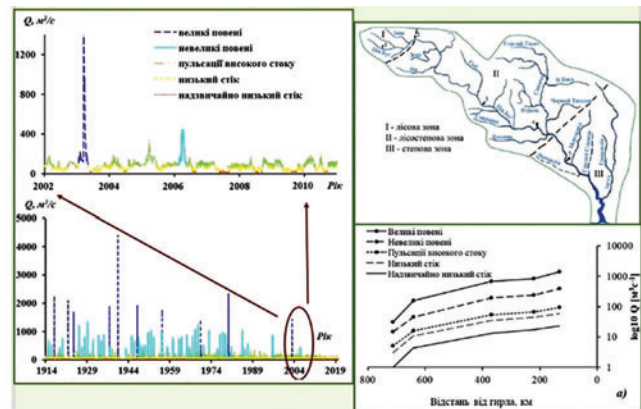 Q, м³/с
великі повені
невеликі повені
пульсації високого стоку
низький стік
надзвичайно низький стік
1200
800
400
0
2002
2004
2006
2008
2010
Рік
Q, м³/с
5000
4000
3000
2000
1000
0
Рік
1914
1929
1944
1959
1974
1989
2004
2019
I
II
III
I - лісова зона
II - лісостепова зона
III - степова зона
Великі повені
Невеликі повені
Пульсації високого стоку
Низький стік
Надзвичайно низький стік
10000
1000
100
10
1
log10 Q [м³с⁻¹]
800
600
400
200
0
Відстань від гирла, км
а)